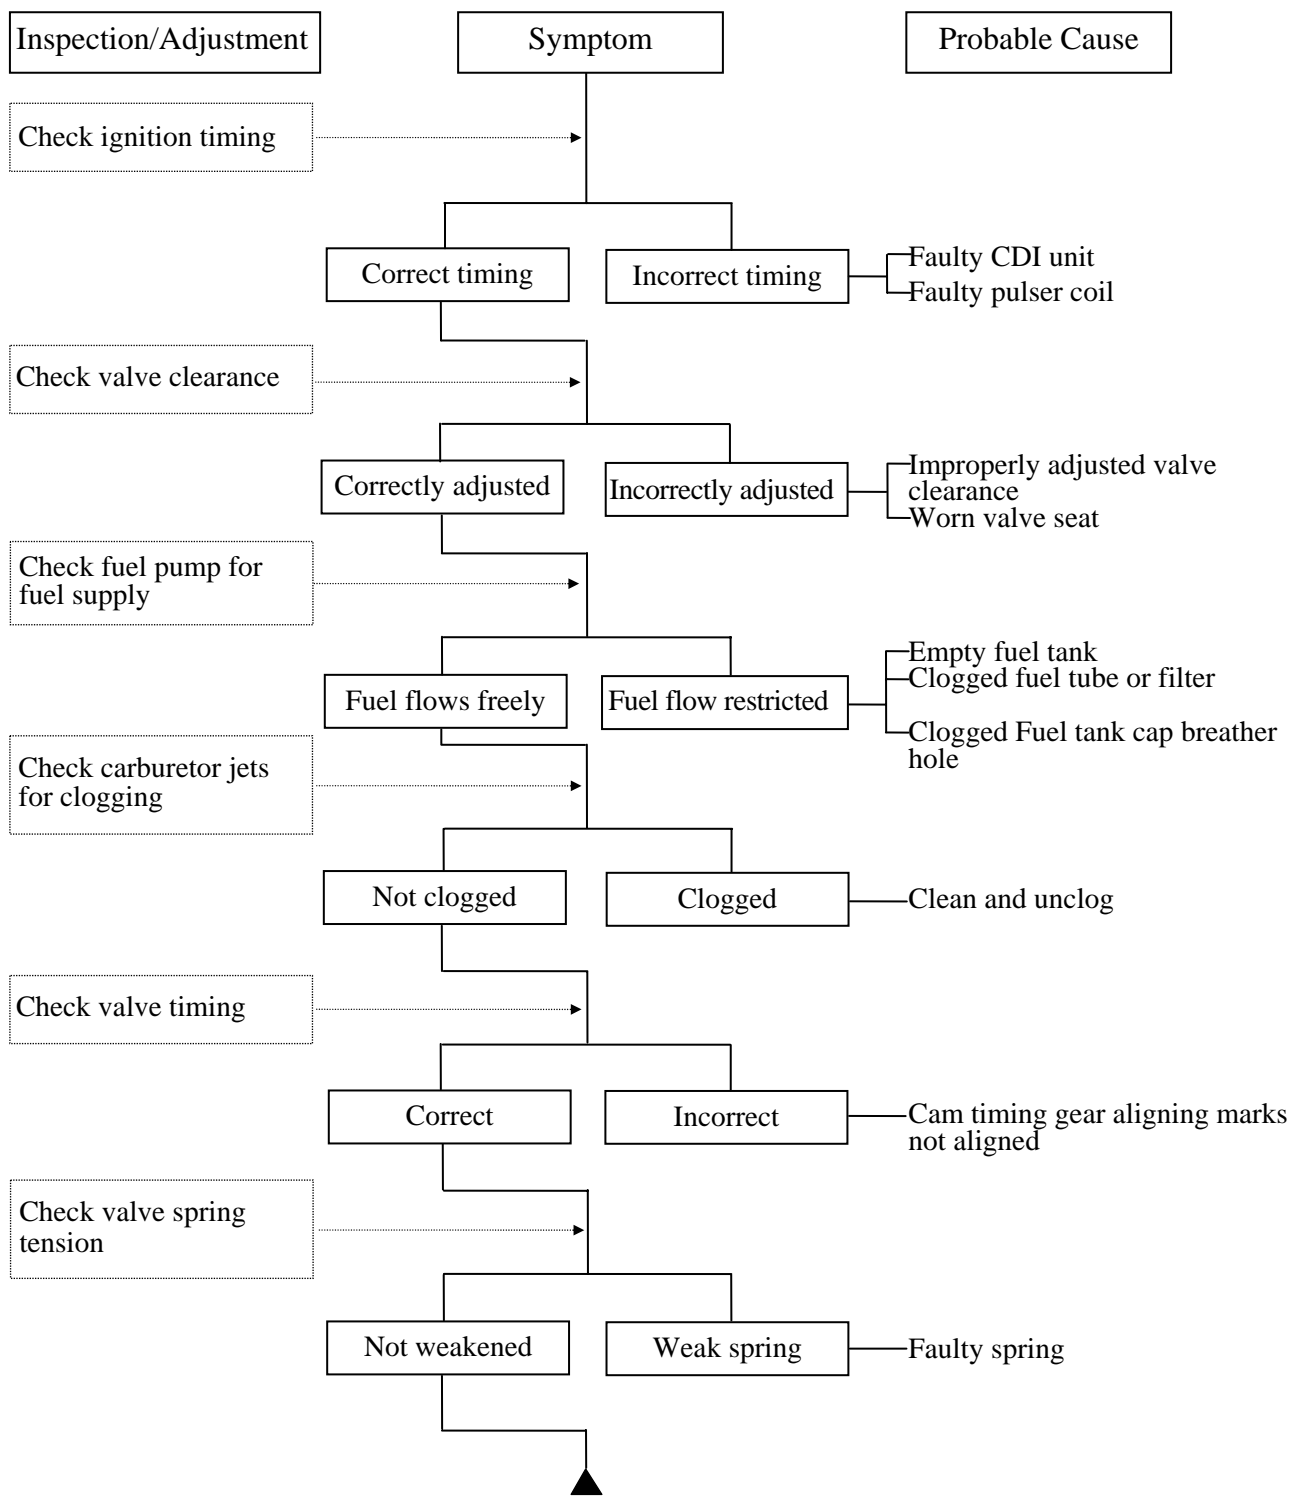 Inspection/Adjustment
Symptom
Probable Cause
Check ignition timing
Correct timing
Incorrect timing
Faulty CDI unit
Faulty pulser coil
Check valve clearance
Correctly adjusted
Incorrectly adjusted
Improperly adjusted valve
clearance
Worn valve seat
Check fuel pump for
fuel supply
Fuel flows freely
Fuel flow restricted
Empty fuel tank
Clogged fuel tube or filter
Clogged Fuel tank cap breather
hole
Check carburetor jets
for clogging
Not clogged
Clogged
Clean and unclog
Check valve timing
Correct
Incorrect
Cam timing gear aligning marks
not aligned
Check valve spring
tension
Not weakened
Weak spring
Faulty spring